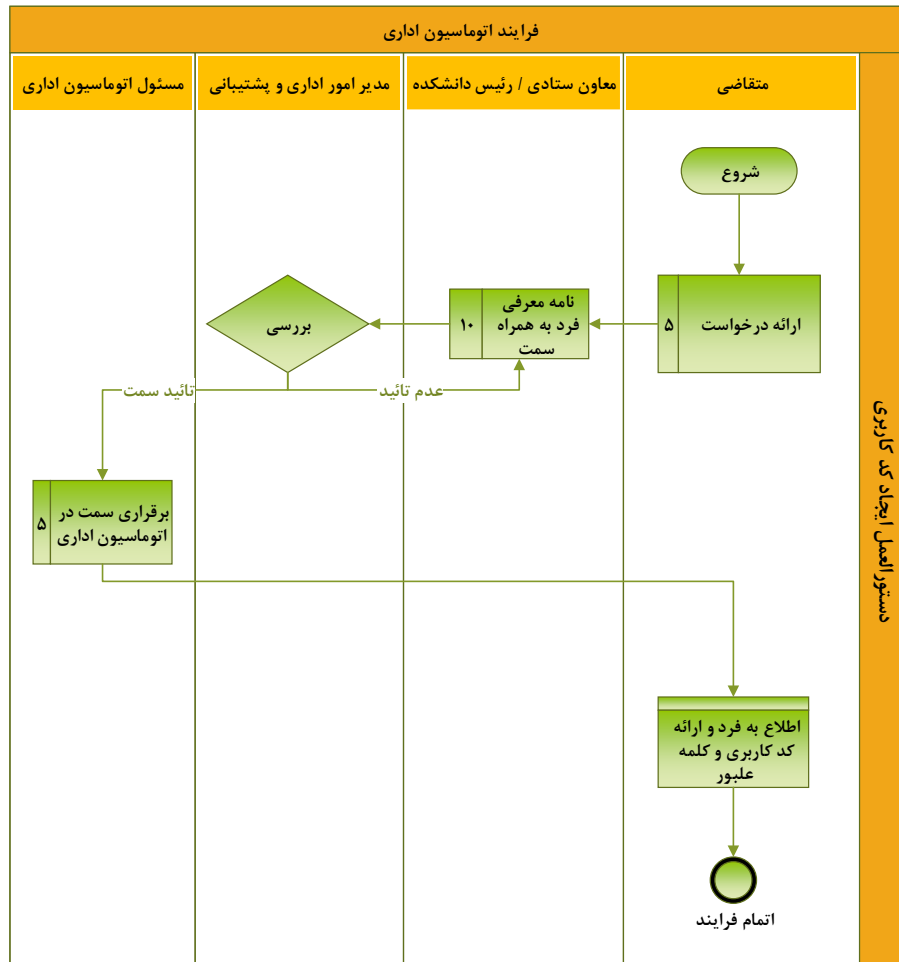 فرایند اتوماسیون اداری
متقاضی
معاون ستادی / رئیس دانشکده
مدیر امور اداری و پشتیبانی
مسئول اتوماسیون اداری
دستورالعمل ایجاد کد کاربری
شروع
ارائه درخواست
۵
نامه معرفی
فرد به همراه
سمت
۱۰
بررسی
عدم تائید
تائید سمت
برقراری سمت در
اتوماسیون اداری
۵
اطلاع به فرد و ارائه
کد کاربری و کلمه
علبور
اتمام فرایند